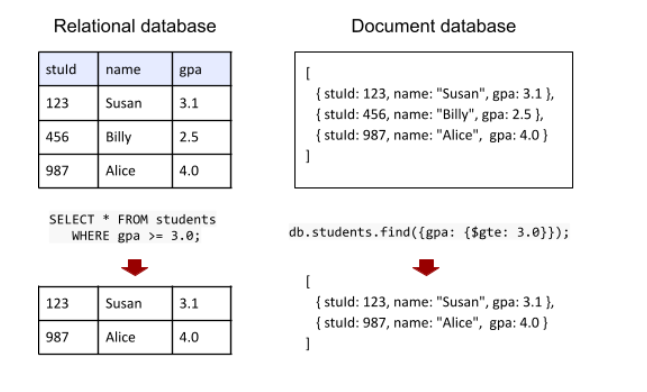 Relational database
stuId name gpa
123 Susan 3.1
456 Billy 2.5
987 Alice 4.0
SELECT * FROM students
WHERE gpa >= 3.0;
123 Susan 3.1
987 Alice 4.0
Document database
[
{ stuId: 123, name: "Susan", gpa: 3.1 },
{ stuId: 456, name: "Billy", gpa: 2.5 },
{ stuId: 987, name: "Alice", gpa: 4.0 }
]
db.students.find({gpa: {$gte: 3.0}});
[
{ stuId: 123, name: "Susan", gpa: 3.1 },
{ stuId: 987, name: "Alice", gpa: 4.0 }
]